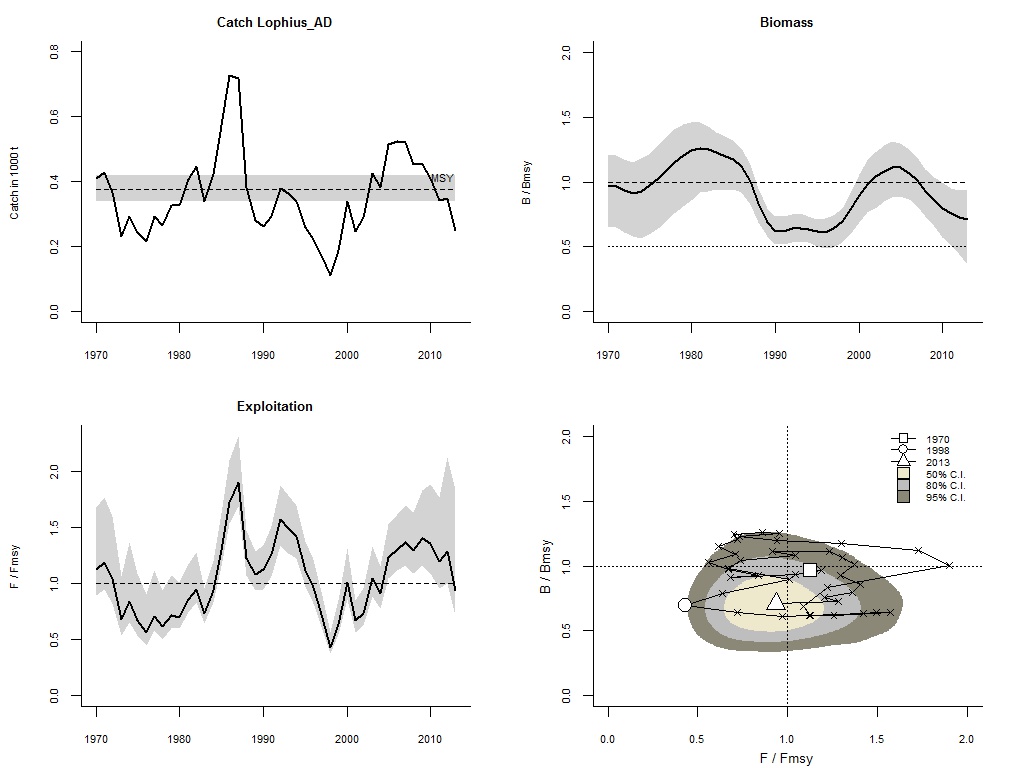 Catch Lophius_AD
Catch in 1000 t
0.0 0.2 0.4 0.6 0.8
MSY
1970 1980 1990 2000 2010
Biomass
B / Bmsy
0.0 0.5 1.0 1.5 2.0
1970 1980 1990 2000 2010
Exploitation
F / Fmsy
0.0 0.5 1.0 1.5 2.0
1970 1980 1990 2000 2010
B / Bmsy
0.0 0.5 1.0 1.5 2.0
1970
1998
2013
50% C.I.
80% C.I.
95% C.I.
0.0 0.5 1.0 1.5 2.0
F / Fmsy